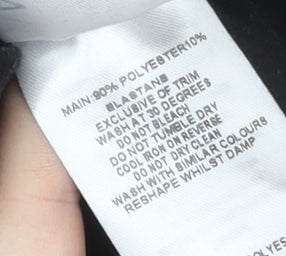 MAIN:90% POLYESTER10%
ELASTANE
EXCLUSIVE OF TRIM
WASH AT 30 DEGREES
DO NOT BLEACH
DO NOT TUMBLE DRY
COOL IRON ON REVERSE
DO NOT DRY CLEAN
WASH WITH SIMILAR COLOURS
RESHAPE WHILST DAMP